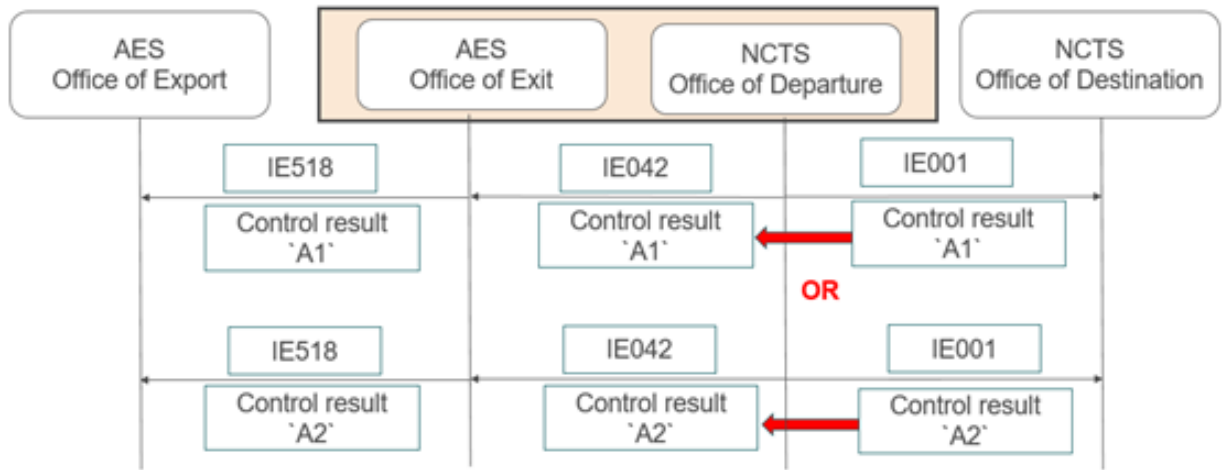 AES
Office of Export
AES
Office of Exit
NCTS
Office of Departure
NCTS
Office of Destination
IE518
IE042
IE001
Control result
`A1`
Control result
`A1`
Control result
`A1`
OR
IE518
IE042
IE001
Control result
`A2`
Control result
`A2`
Control result
`A2`